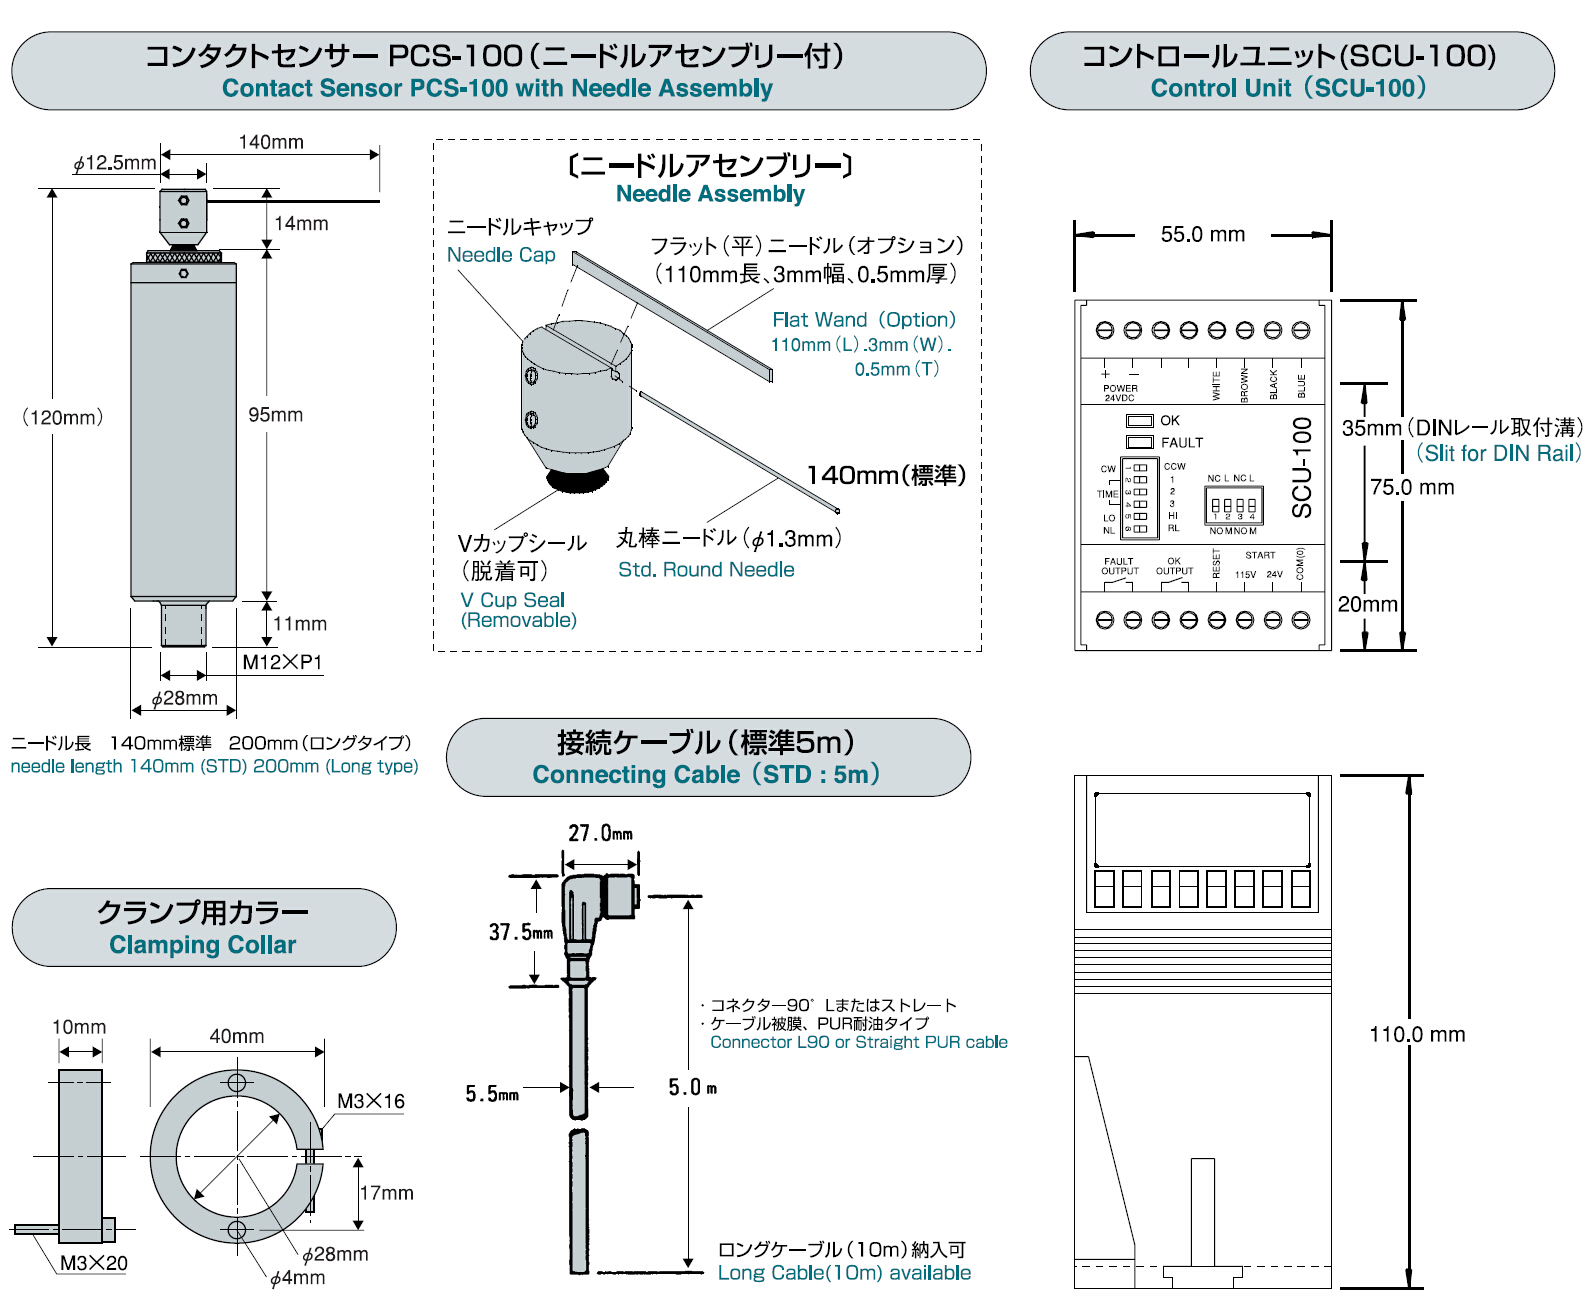 コンタクトセンサー PCS-100（ニードルアセンブリー付）
Contact Sensor PCS-100 with Needle Assembly
140mm
φ12.5mm
14mm
（120mm）
95mm
11mm
M12×P1
φ28mm
ニードル長　140mm標準　200mm（ロングタイプ）
needle length 140mm (STD) 200mm (Long type)
〔ニードルアセンブリー〕
Needle Assembly
ニードルキャップ
Needle Cap
フラット（平）ニードル（オプション）
（110mm長、3mm幅、0.5mm厚）
Flat Wand（Option）
110mm（L）.3mm（W）.
0.5mm（T）
140mm（標準）
Vカップシール
（脱着可）
V Cup Seal
(Removable)
丸棒ニードル（φ1.3mm）
Std. Round Needle
コントロールユニット(SCU-100)
Control Unit（SCU-100）
55.0 mm
+ −
POWER
24VDC
WHITE
BROWN
BLACK
BLUE
OK
FAULT
CW 1 CCW
2 1
TIME 3 2
4 3
LO 5 HI
NL 6 RL
NC L NC L
1 2 3 4
NO M NO M
SCU-100
FAULT
OUTPUT
OK
OUTPUT
RESET
START
115V 24V
COM(0)
35mm（DINレール取付溝）
（Slit for DIN Rail）
75.0 mm
20mm
110.0 mm
接続ケーブル（標準5m）
Connecting Cable（STD : 5m）
27.0mm
37.5mm
5.5mm
5.0 m
・コネクター90°Lまたはストレート
・ケーブル被膜、PUR耐油タイプ
Connector L90 or Straight PUR cable
ロングケーブル（10m）納入可
Long Cable(10m) available
クランプ用カラー
Clamping Collar
10mm
40mm
M3×16
17mm
φ28mm
φ4mm
M3×20